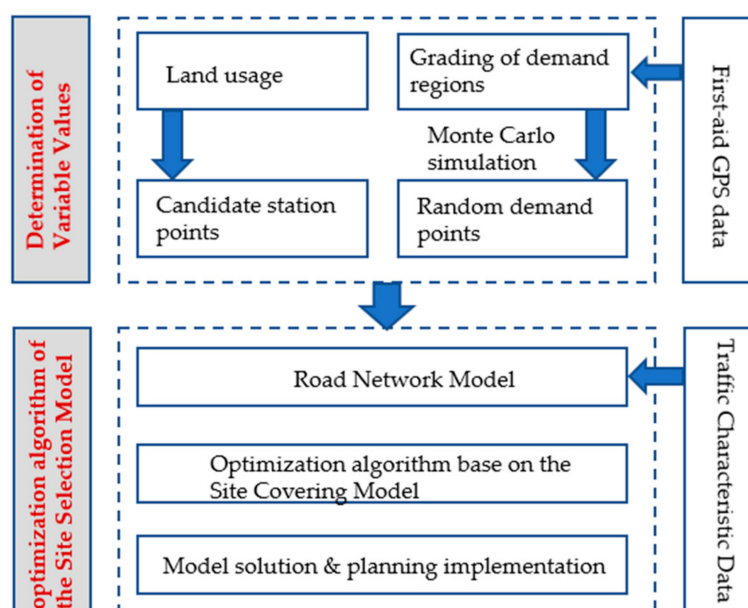 Determination of
Variable Values
Land usage
Grading of demand
regions
Monte Carlo
simulation
Candidate station
points
Random demand
points
First-aid GPS data
optimization algorithm of
the Site Selection Model
Road Network Model
Optimization algorithm base on the
Site Covering Model
Model solution & planning implementation
Traffic Characteristic Data